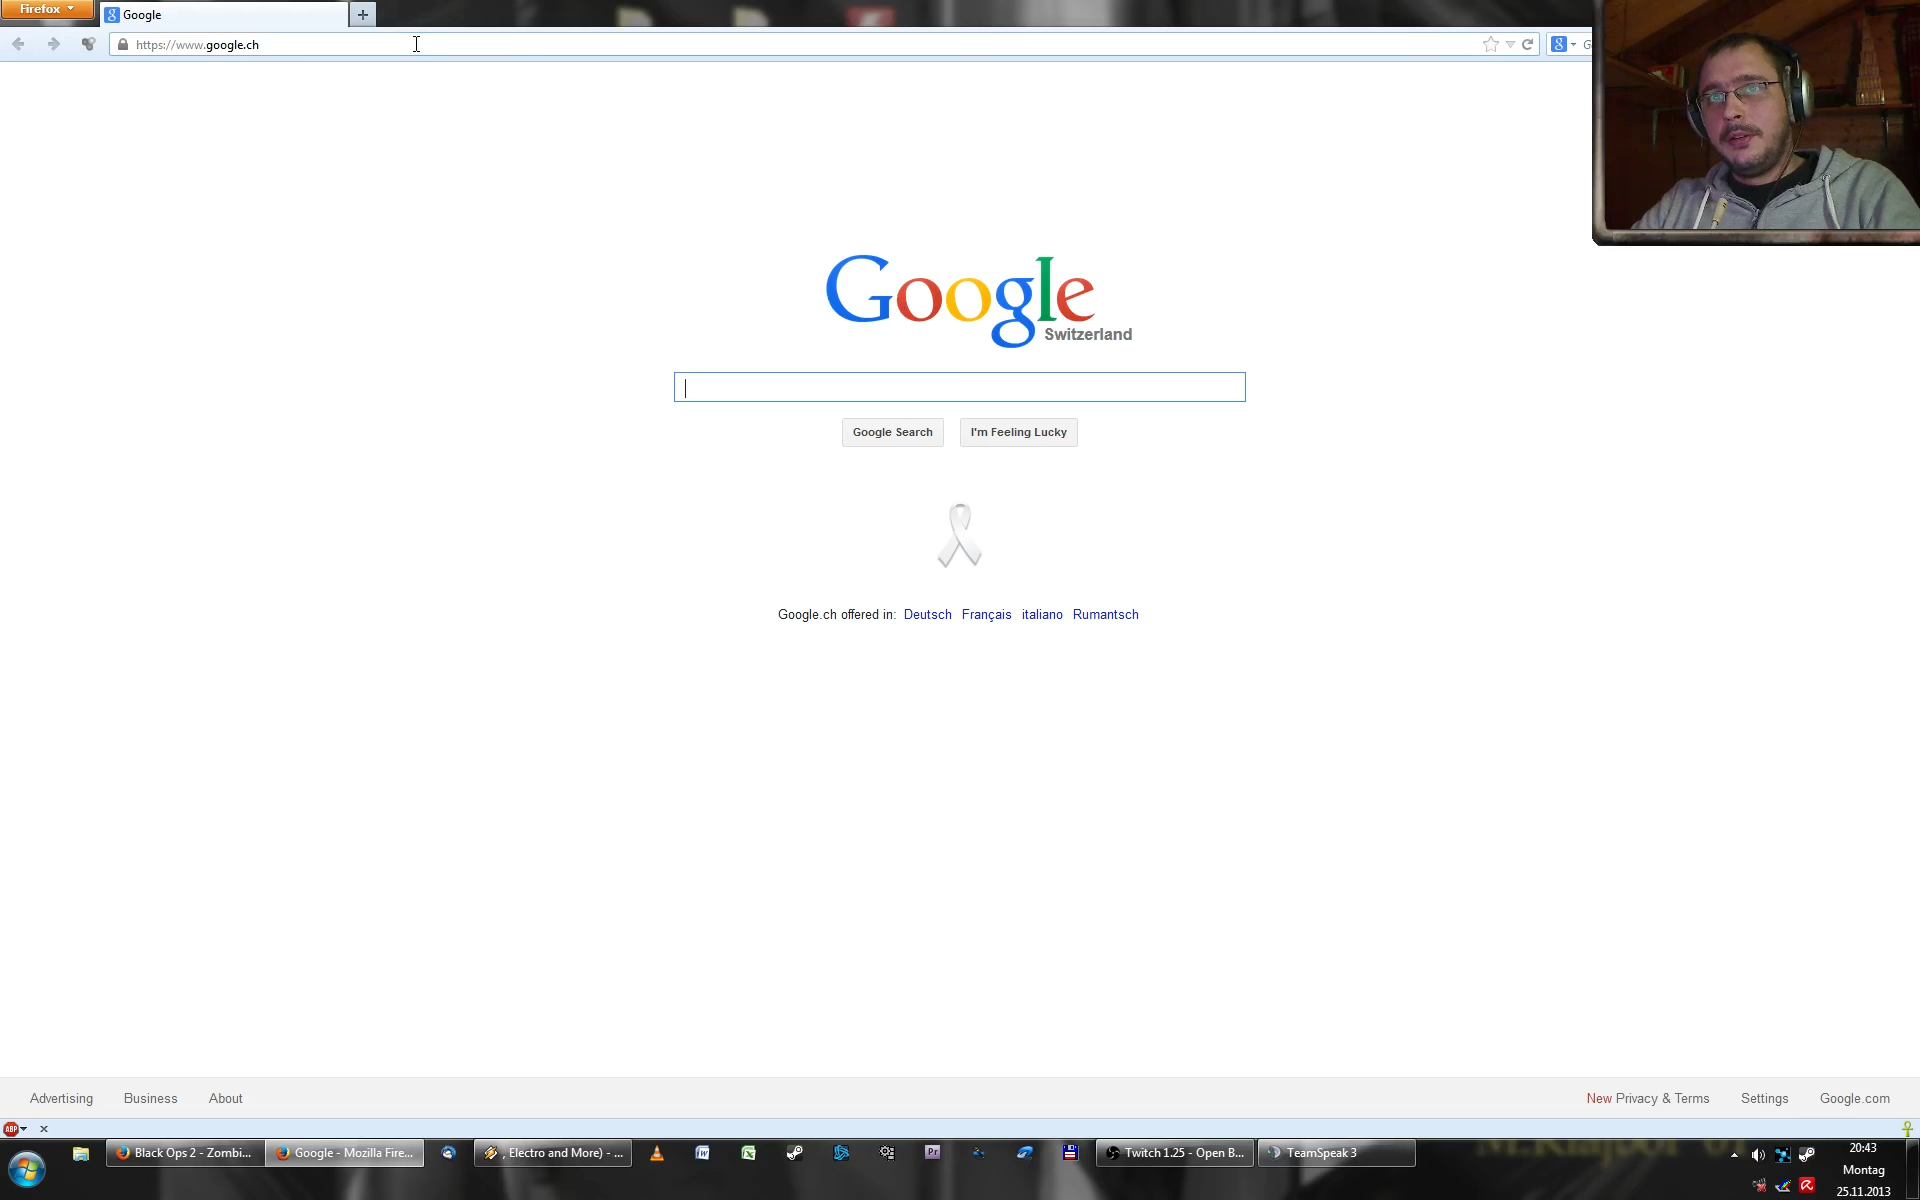 Firefox
Google
https://www.google.ch
Google
Switzerland
Google Search
I'm Feeling Lucky
Google.ch offered in: Deutsch Français italiano Rumantsch
Advertising Business About
New Privacy & Terms Settings Google.com
ABP
Black Ops 2 - Zombi...
Google - Mozilla Fire...
, Electro and More) - ...
Pr
Twitch 1.25 - Open B...
TeamSpeak 3
20:43
Montag
25.11.2013